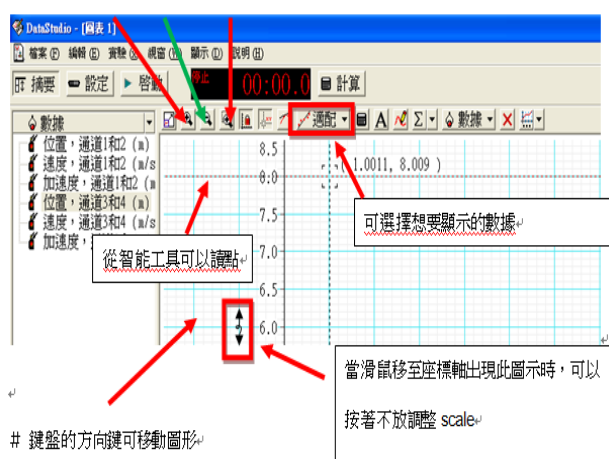 DataStudio - [圖表 1]
檔案(F) 編輯(E) 實驗(X) 視窗(W) 顯示(D) 説明(H)
摘要 設定 啓動 停止 00:00.0 計算
適配 A Σ 數據
數據
位置，通道1和2 (m)
速度，通道1和2 (m/s
加速度，通道1和2 (m
位置，通道3和4 (m)
速度，通道3和4 (m/s
加速度，通
8.5
( 1.0011, 8.009 )
8.0
7.5
7.0
6.5
6.0
可選擇想要顯示的數據
從智能工具可以讀點
當滑鼠移至座標軸出現此圖示時，可以
按著不放調整 scale
# 鍵盤的方向鍵可移動圖形